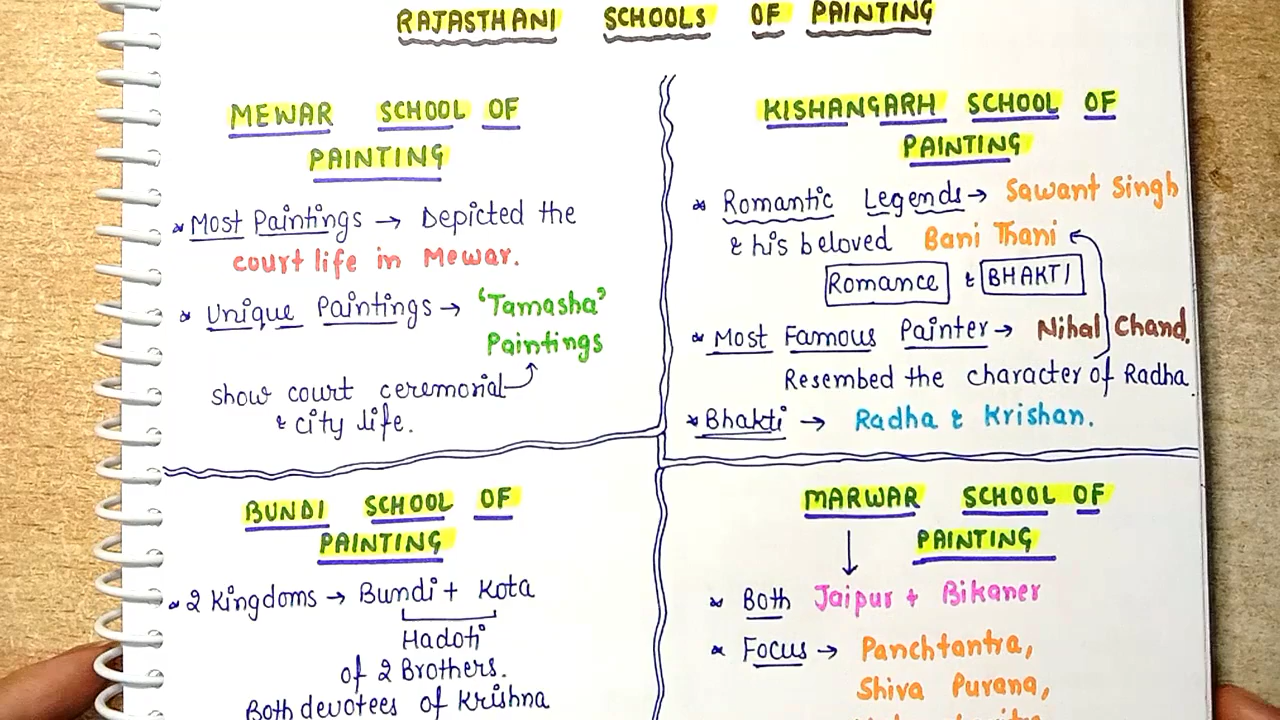 RAJASTHANI SCHOOLS OF PAINTING
MEWAR SCHOOL OF
PAINTING
* Most Paintings → Depicted the
court life in Mewar.
* Unique Paintings → 'Tamasha'
Paintings
show court ceremonial
& city life.
KISHANGARH SCHOOL OF
PAINTING
* Romantic Legends → Sawant Singh
& his beloved Bani Thani
Romance & BHAKTI
* Most Famous Painter → Nihal Chand.
Resembed the character of Radha.
* Bhakti → Radha & Krishan.
BUNDI SCHOOL OF
PAINTING
* 2 Kingdoms → Bundi + Kota
Hadoti
of 2 Brothers.
Both devotees of Krishna
MARWAR SCHOOL OF
PAINTING
* Both Jaipur + Bikaner
* Focus → Panchtantra,
Shiva Purana,